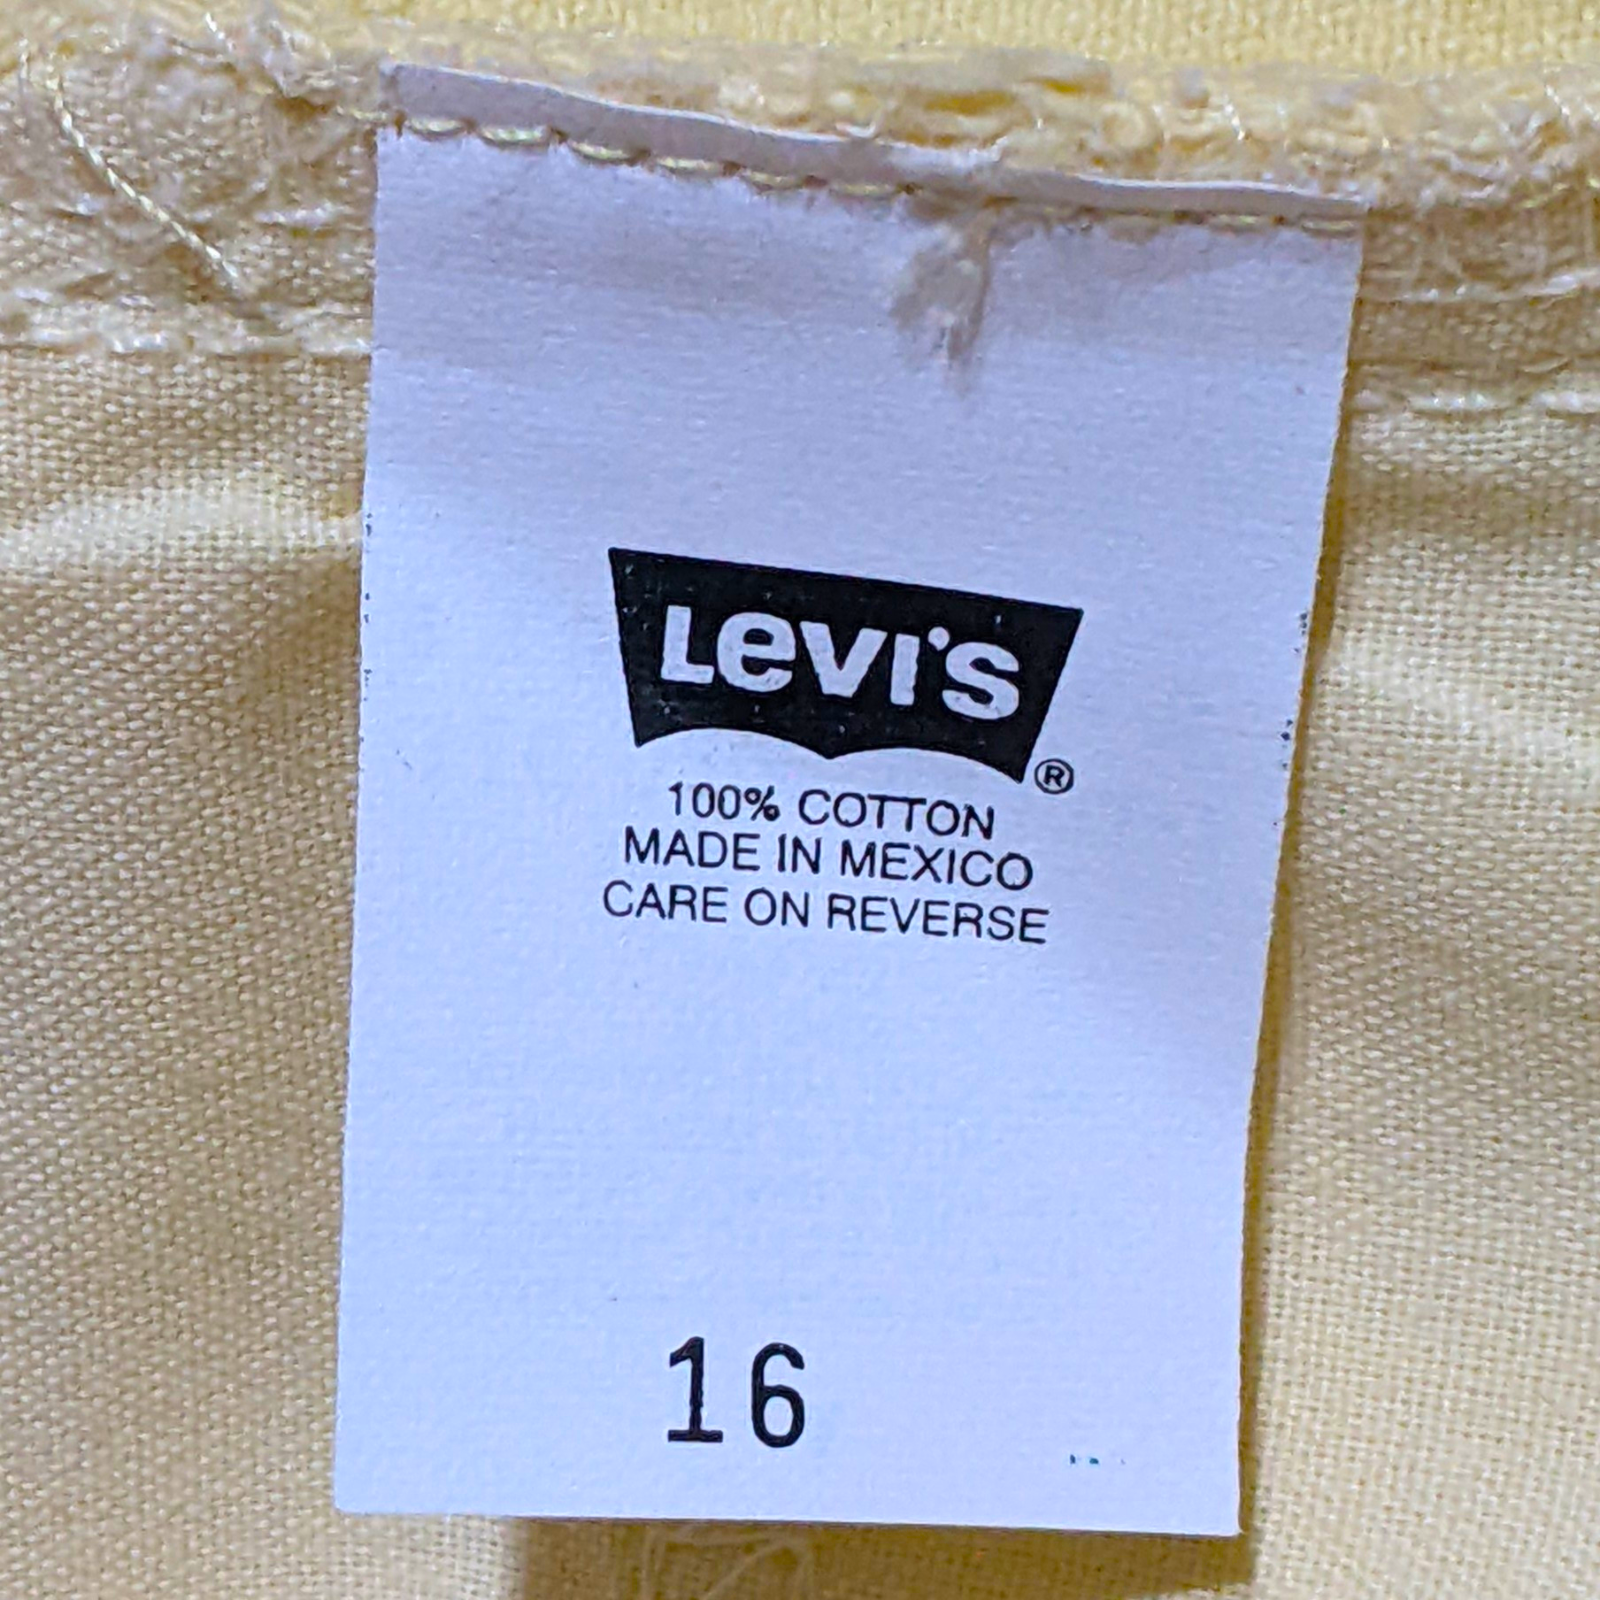 Levi's
®
100% COTTON
MADE IN MEXICO
CARE ON REVERSE
16